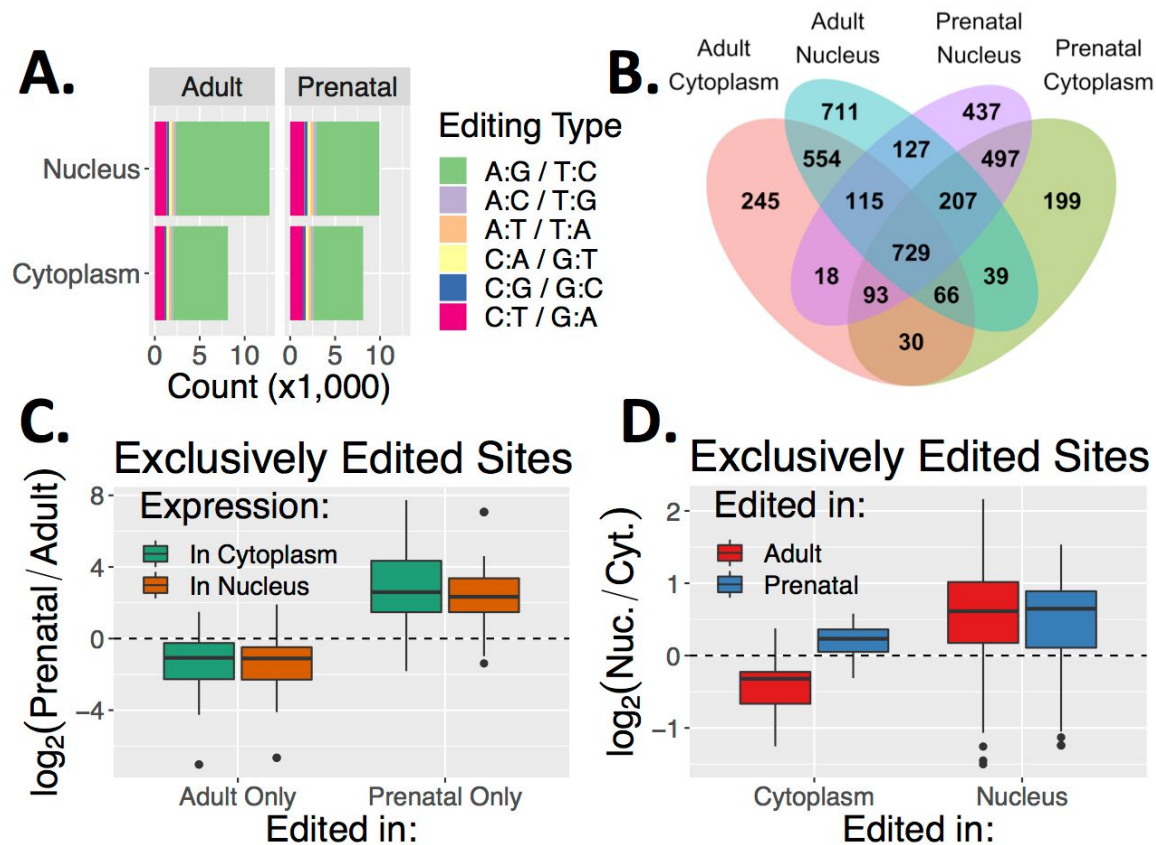 A.
Adult
Prenatal
Nucleus
Cytoplasm
0 5 10 0 5 10
Count (x1,000)
Editing Type
A:G / T:C
A:C / T:G
A:T / T:A
C:A / G:T
C:G / G:C
C:T / G:A
B.
Adult
Cytoplasm
Adult
Nucleus
Prenatal
Nucleus
Prenatal
Cytoplasm
711 437
554 127 497
245 115 207 199
729
18 93 66 39
30
C.
Exclusively Edited Sites
log₂(Prenatal / Adult)
8
4
0
−4
Expression:
In Cytoplasm
In Nucleus
Adult Only
Prenatal Only
Edited in:
D.
Exclusively Edited Sites
log₂(Nuc. / Cyt.)
2
1
0
−1
Edited in:
Adult
Prenatal
Cytoplasm
Nucleus
Edited in: